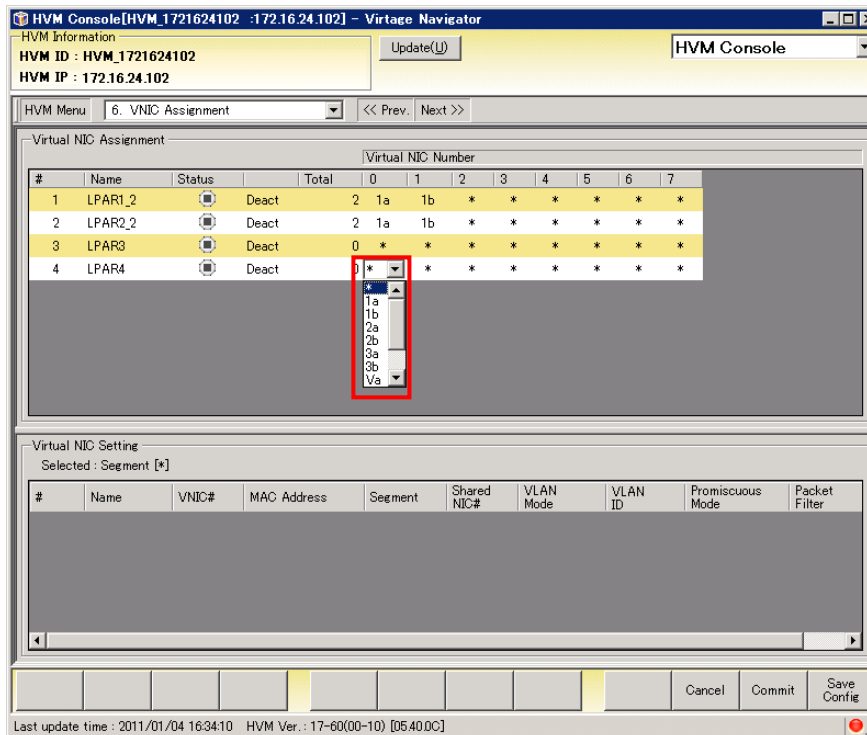 HVM Console[HVM_1721624102 :172.16.24.102] - Virtage Navigator
HVM Information
HVM ID : HVM_1721624102
HVM IP : 172.16.24.102
Update(U)
HVM Console
HVM Menu 6. VNIC Assignment << Prev. Next >>
Virtual NIC Assignment
Virtual NIC Number
# Name Status Total 0 1 2 3 4 5 6 7
1 LPAR1_2 Deact 2 1a 1b * * * * * *
2 LPAR2_2 Deact 2 1a 1b * * * * * *
3 LPAR3 Deact 0 * * * * * * * *
4 LPAR4 Deact 0 * * * * * * * *
*
1a
1b
2a
2b
3a
3b
Va
Virtual NIC Setting
Selected : Segment [*]
# Name VNIC# MAC Address Segment Shared NIC# VLAN Mode VLAN ID Promiscuous Mode Packet Filter
Cancel Commit Save Config
Last update time : 2011/01/04 16:34:10 HVM Ver. : 17-60(00-10) [05.40.0C]